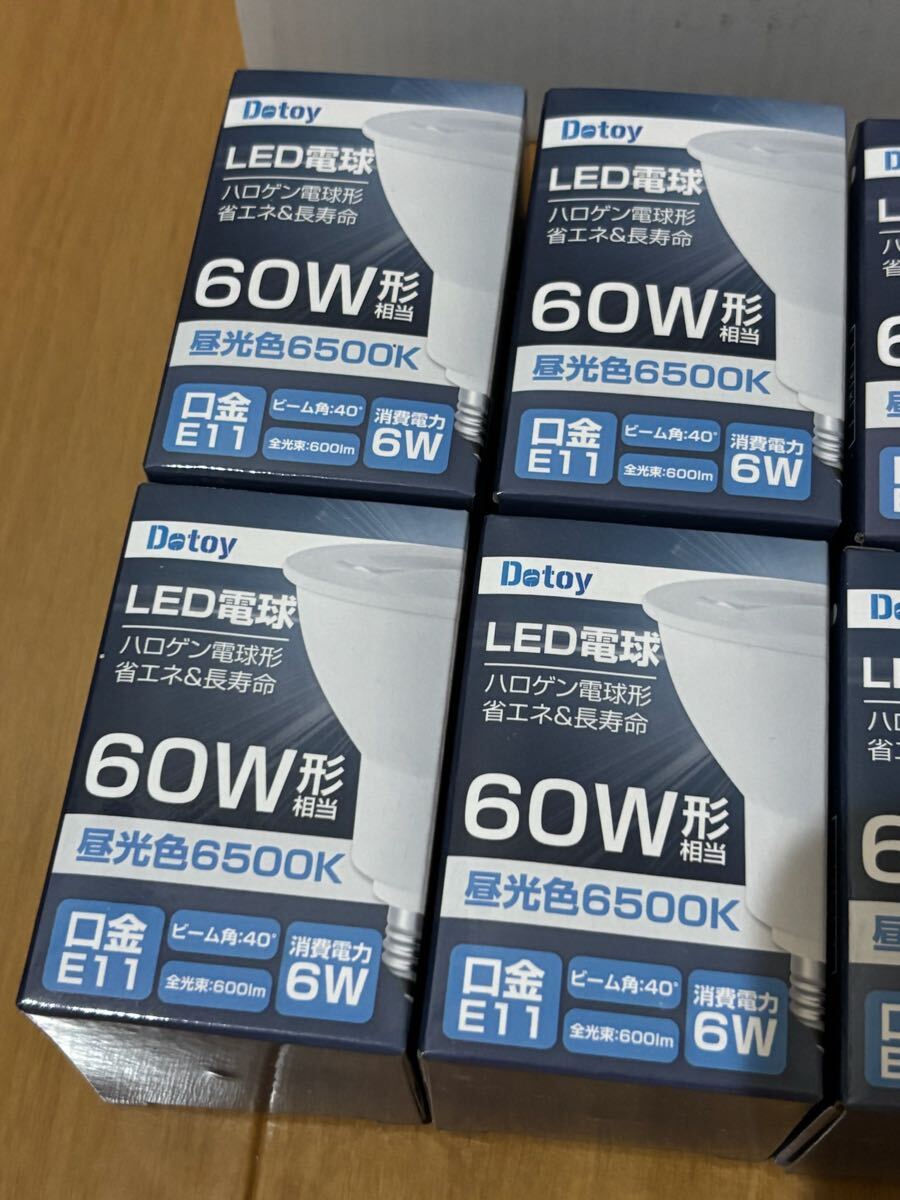 Dotoy
LED電球
ハロゲン電球形
省エネ&長寿命
60W形
相当
昼光色6500K
口金
E11
ビーム角:40°
全光束:600lm
消費電力
6W
Dotoy
LED電球
ハロゲン電球形
省エネ&長寿命
60W形
相当
昼光色6500K
口金
E11
ビーム角:40°
全光束:600lm
消費電力
6W
Dotoy
LED電球
ハロゲン電球形
省エネ&長寿命
60W形
相当
昼光色6500K
口金
E11
ビーム角:40°
全光束:600lm
消費電力
6W
Dotoy
LED電球
ハロゲン電球形
省エネ&長寿命
60W形
相当
昼光色6500K
口金
E11
ビーム角:40°
全光束:600lm
消費電力
6W